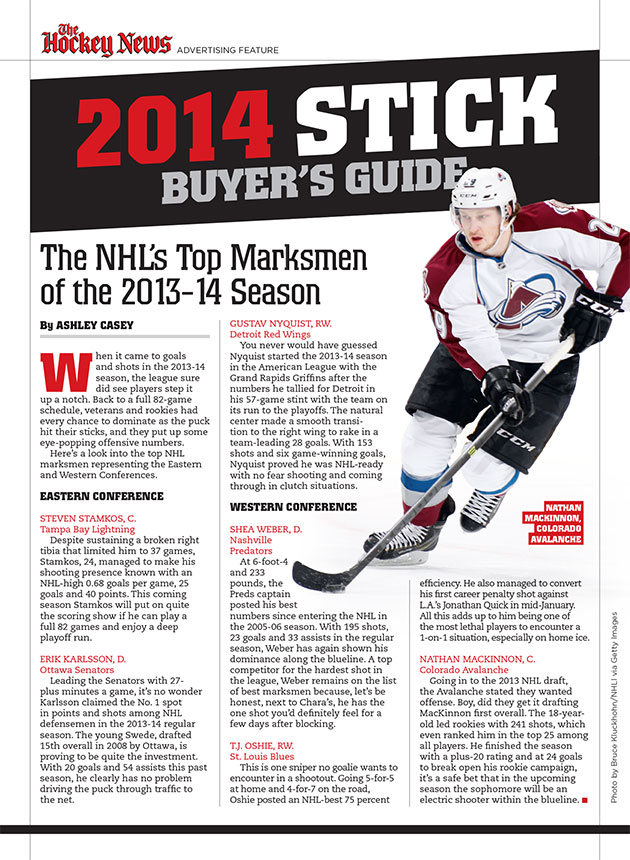 The
Hockey News
ADVERTISING FEATURE
2014 STICK
BUYER'S GUIDE
The NHL's Top Marksmen
of the 2013-14 Season
By ASHLEY CASEY
When it came to goals
and shots in the 2013-14
season, the league sure
did see players step it
up a notch. Back to a full 82-game
schedule, veterans and rookies had
every chance to dominate as the puck
hit their sticks, and they put up some
eye-popping offensive numbers.
Here's a look into the top NHL
marksmen representing the Eastern
and Western Conferences.
EASTERN CONFERENCE
STEVEN STAMKOS, C.
Tampa Bay Lightning
Despite sustaining a broken right
tibia that limited him to 37 games,
Stamkos, 24, managed to make his
shooting presence known with an
NHL-high 0.68 goals per game, 25
goals and 40 points. This coming
season Stamkos will put on quite
the scoring show if he can play a
full 82 games and enjoy a deep
playoff run.
ERIK KARLSSON, D.
Ottawa Senators
Leading the Senators with 27-
plus minutes a game, it's no wonder
Karlsson claimed the No. 1 spot
in points and shots among NHL
defensemen in the 2013-14 regular
season. The young Swede, drafted
15th overall in 2008 by Ottawa, is
proving to be quite the investment.
With 20 goals and 54 assists this past
season, he clearly has no problem
driving the puck through traffic to
the net.
GUSTAV NYQUIST, RW.
Detroit Red Wings
You never would have guessed
Nyquist started the 2013-14 season
in the American League with the
Grand Rapids Griffins after the
numbers he tallied for Detroit in
his 57-game stint with the team on
its run to the playoffs. The natural
center made a smooth transi-
tion to the right wing to rake in a
team-leading 28 goals. With 153
shots and six game-winning goals,
Nyquist proved he was NHL-ready
with no fear shooting and coming
through in clutch situations.
WESTERN CONFERENCE
SHEA WEBER, D.
Nashville
Predators
At 6-foot-4
and 233
pounds, the
Preds captain
posted his best
numbers since entering the NHL in
the 2005-06 season. With 195 shots,
23 goals and 33 assists in the regular
season, Weber has again shown his
dominance along the blueline. A top
competitor for the hardest shot in
the league, Weber remains on the list
of best marksmen because, let's be
honest, next to Chara's, he has the
one shot you'd definitely feel for a
few days after blocking.
T.J. OSHIE, RW.
St. Louis Blues
This is one sniper no goalie wants to
encounter in a shootout. Going 5-for-5
at home and 4-for-7 on the road,
Oshie posted an NHL-best 75 percent
efficiency. He also managed to convert
his first career penalty shot against
L.A.'s Jonathan Quick in mid-January.
All this adds up to him being one of
the most lethal players to encounter a
1-on-1 situation, especially on home ice.
NATHAN MACKINNON, C.
Colorado Avalanche
Going in to the 2013 NHL draft,
the Avalanche stated they wanted
offense. Boy, did they get it drafting
MacKinnon first overall. The 18-year-
old led rookies with 241 shots, which
even ranked him in the top 25 among
all players. He finished the season
with a plus-20 rating and at 24 goals
to break open his rookie campaign,
it's a safe bet that in the upcoming
season the sophomore will be an
electric shooter within the blueline.
NATHAN
MACKINNON,
COLORADO
AVALANCHE
CCM
CCM
Photo by Bruce Kluckhohn/NHLI via Getty Images